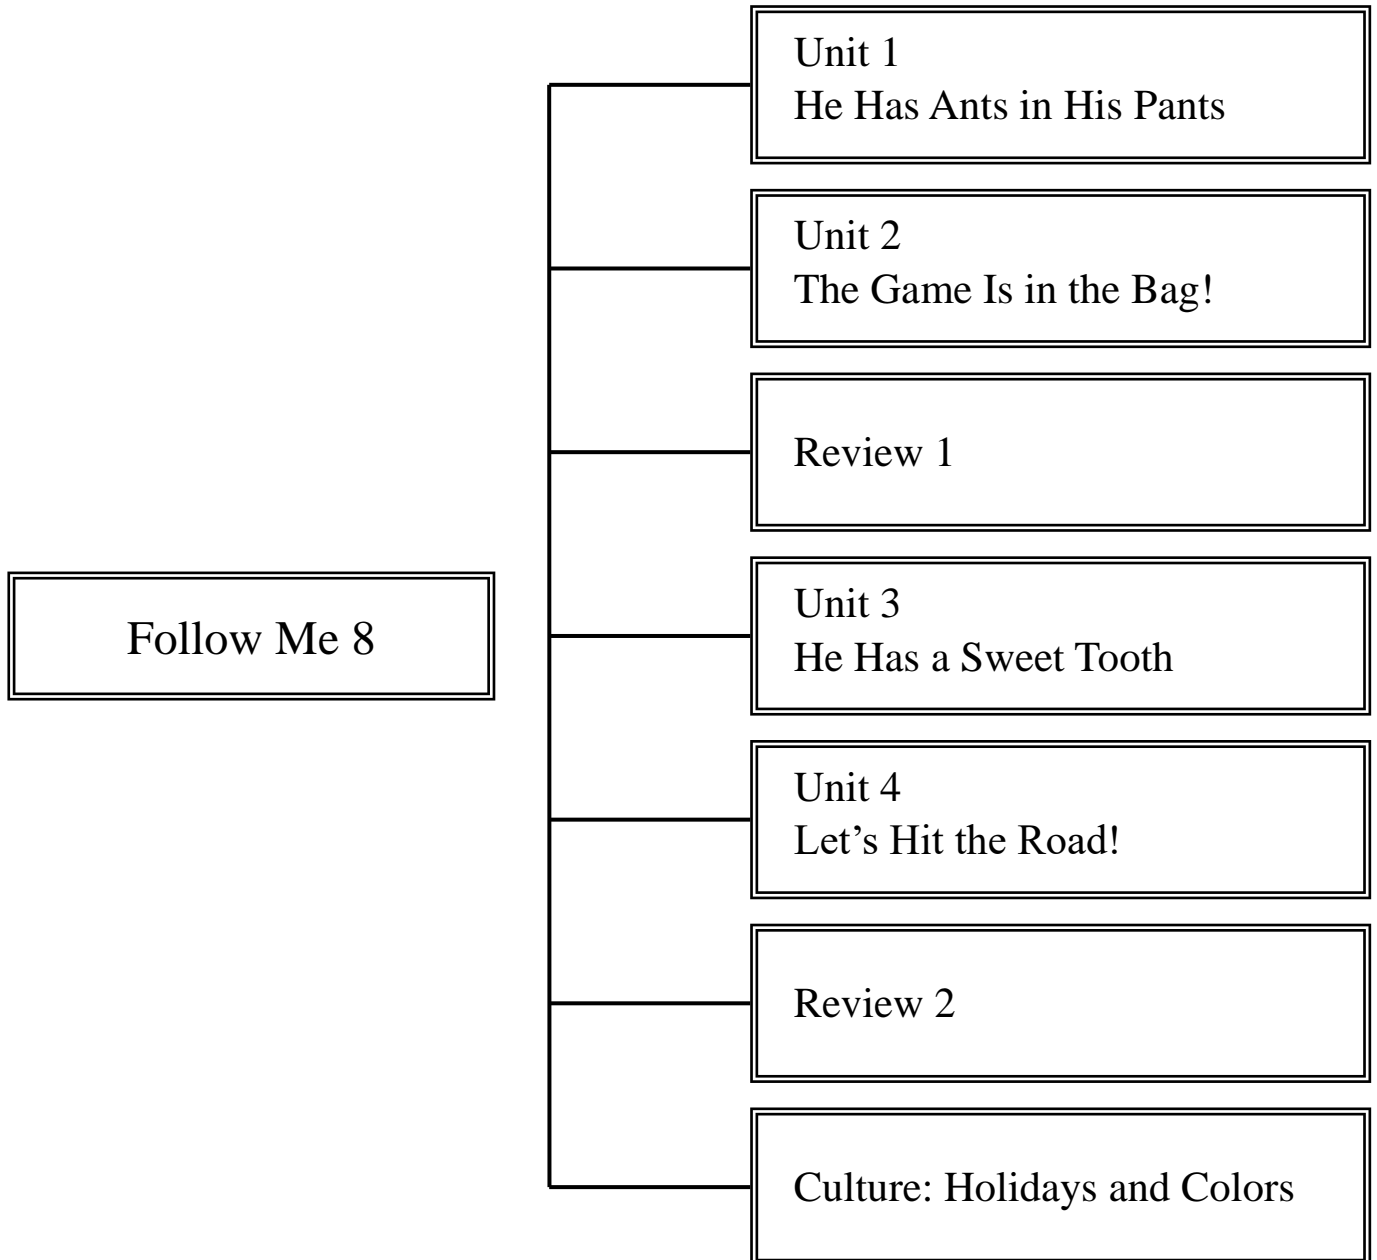 Unit 1
He Has Ants in His Pants
Unit 2
The Game Is in the Bag!
Review 1
Follow Me 8
Unit 3
He Has a Sweet Tooth
Unit 4
Let’s Hit the Road!
Review 2
Culture: Holidays and Colors